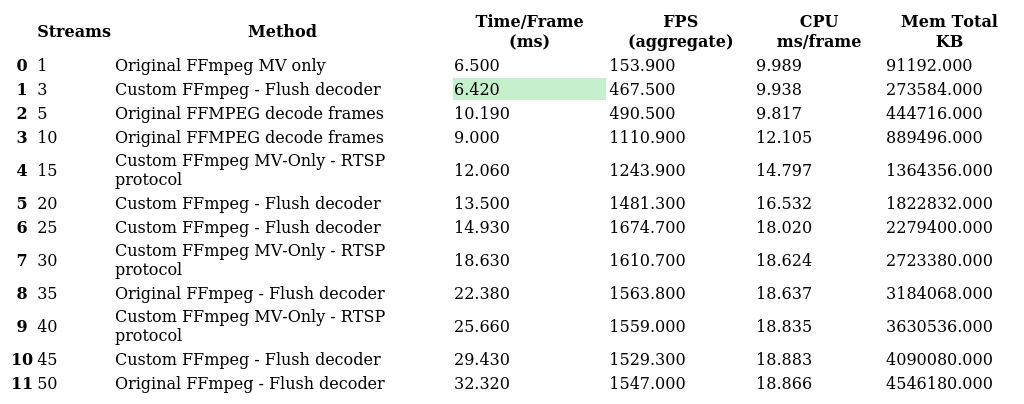 Streams Method Time/Frame (ms) FPS (aggregate) CPU ms/frame Mem Total KB
0 1 Original FFmpeg MV only 6.500 153.900 9.989 91192.000
1 3 Custom FFmpeg - Flush decoder 6.420 467.500 9.938 273584.000
2 5 Original FFMPEG decode frames 10.190 490.500 9.817 444716.000
3 10 Original FFMPEG decode frames 9.000 1110.900 12.105 889496.000
4 15 Custom FFmpeg MV-Only - RTSP protocol 12.060 1243.900 14.797 1364356.000
5 20 Custom FFmpeg - Flush decoder 13.500 1481.300 16.532 1822832.000
6 25 Custom FFmpeg - Flush decoder 14.930 1674.700 18.020 2279400.000
7 30 Custom FFmpeg MV-Only - RTSP protocol 18.630 1610.700 18.624 2723380.000
8 35 Original FFmpeg - Flush decoder 22.380 1563.800 18.637 3184068.000
9 40 Custom FFmpeg MV-Only - RTSP protocol 25.660 1559.000 18.835 3630536.000
10 45 Custom FFmpeg - Flush decoder 29.430 1529.300 18.883 4090080.000
11 50 Original FFmpeg - Flush decoder 32.320 1547.000 18.866 4546180.000